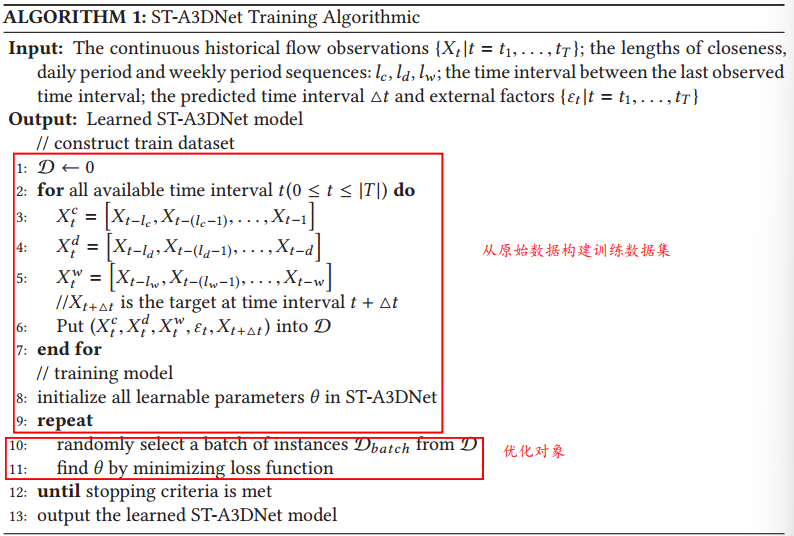 ALGORITHM 1: ST-A3DNet Training Algorithmic
Input: The continuous historical flow observations {X_t|t = t_1, . . . , t_T}; the lengths of closeness,
daily period and weekly period sequences: l_c, l_d, l_w; the time interval between the last observed
time interval; the predicted time interval △t and external factors {ε_t|t = t_1, . . . , t_T}
Output: Learned ST-A3DNet model
// construct train dataset
1: 𝒟 ← 0
2: for all available time interval t(0 ≤ t ≤ |T|) do
3: X_t^c = [X_{t−l_c}, X_{t−(l_c−1)}, . . . , X_{t−1}]
4: X_t^d = [X_{t−l_d}, X_{t−(l_d−1)}, . . . , X_{t−d}]
从原始数据构建训练数据集
5: X_t^w = [X_{t−l_w}, X_{t−(l_w−1)}, . . . , X_{t−w}]
//X_{t+△t} is the target at time interval t + △t
6: Put (X_t^c, X_t^d, X_t^w, ε_t, X_{t+△t}) into 𝒟
7: end for
// training model
8: initialize all learnable parameters θ in ST-A3DNet
9: repeat
10: randomly select a batch of instances 𝒟_{batch} from 𝒟
优化对象
11: find θ by minimizing loss function
12: until stopping criteria is met
13: output the learned ST-A3DNet model